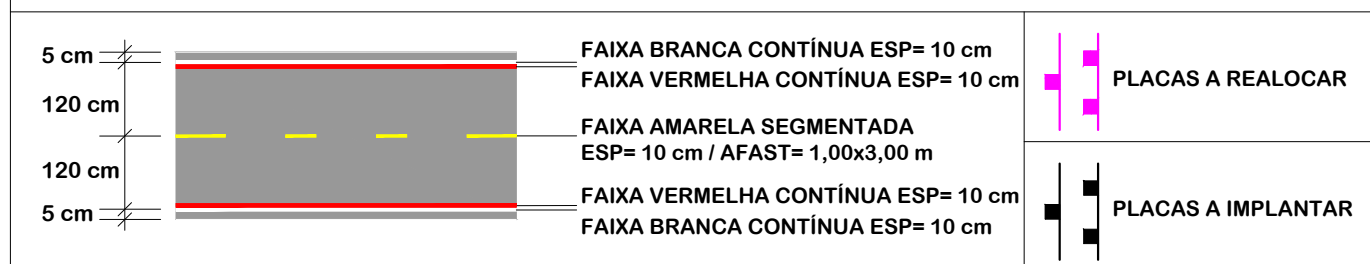 5 cm
120 cm
120 cm
5 cm
FAIXA BRANCA CONTÍNUA ESP= 10 cm
FAIXA VERMELHA CONTÍNUA ESP= 10 cm
FAIXA AMARELA SEGMENTADA
ESP= 10 cm / AFAST= 1,00x3,00 m
FAIXA VERMELHA CONTÍNUA ESP= 10 cm
FAIXA BRANCA CONTÍNUA ESP= 10 cm
PLACAS A REALOCAR
PLACAS A IMPLANTAR